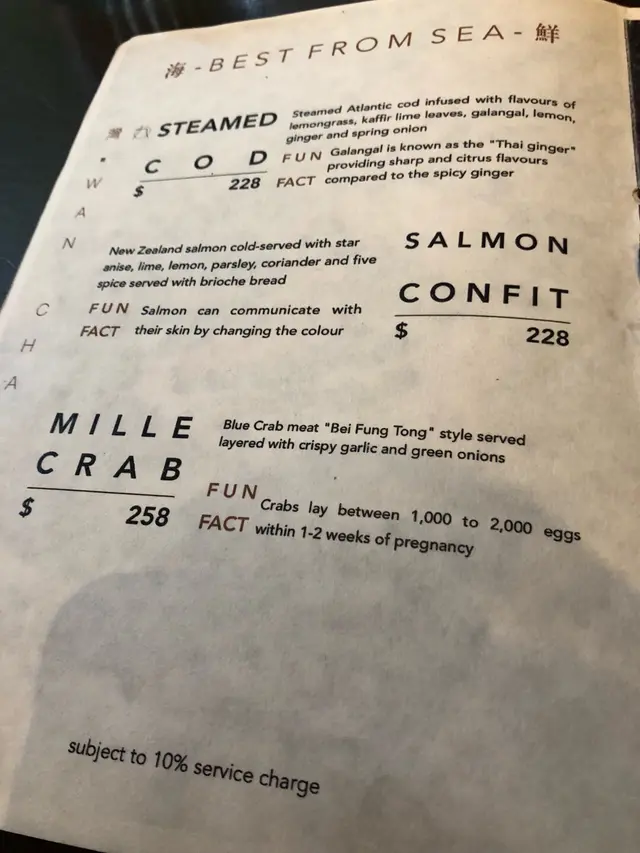 海 - BEST FROM SEA - 鮮
灣
WAN CHAI
STEAMED
COD
$ 228
Steamed Atlantic cod infused with flavours of
lemongrass, kaffir lime leaves, galangal, lemon,
ginger and spring onion
FUN Galangal is known as the "Thai ginger"
providing sharp and citrus flavours
FACT compared to the spicy ginger
New Zealand salmon cold-served with star
anise, lime, lemon, parsley, coriander and five
spice served with brioche bread
FUN Salmon can communicate with
FACT their skin by changing the colour
SALMON
CONFIT
$ 228
MILLE
CRAB
$ 258
Blue Crab meat "Bei Fung Tong" style served
layered with crispy garlic and green onions
FUN
Crabs lay between 1,000 to 2,000 eggs
FACT within 1-2 weeks of pregnancy
subject to 10% service charge